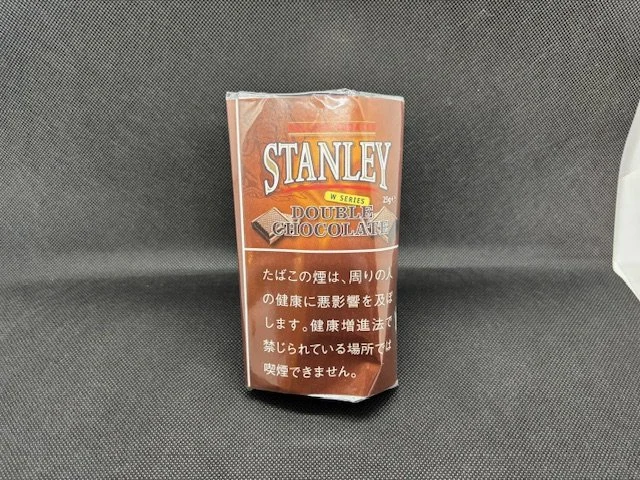 STANLEY
W SERIES
25g
DOUBLE
CHOCOLATE
たばこの煙は、周りの人
の健康に悪影響を及ぼ
します。健康増進法で
禁じられている場所では
喫煙できません。